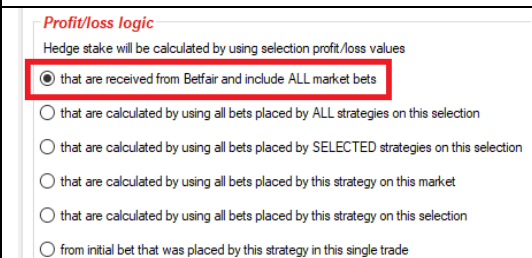 Profit/loss logic
Hedge stake will be calculated by using selection profit/loss values
that are received from Betfair and include ALL market bets
that are calculated by using all bets placed by ALL strategies on this selection
that are calculated by using all bets placed by SELECTED strategies on this selection
that are calculated by using all bets placed by this strategy on this market
that are calculated by using all bets placed by this strategy on this selection
from initial bet that was placed by this strategy in this single trade